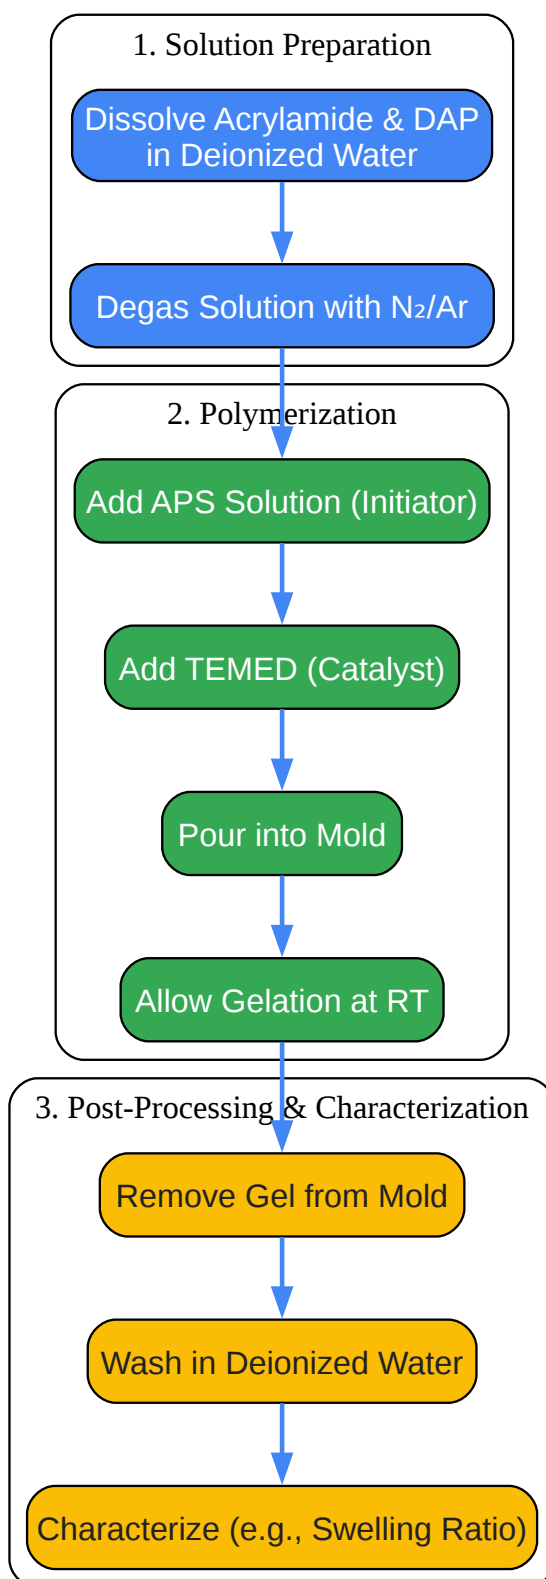 1. Solution Preparation
Dissolve Acrylamide & DAP
in Deionized Water
Degas Solution with N₂/Ar
2. Polymerization
Add APS Solution (Initiator)
Add TEMED (Catalyst)
Pour into Mold
Allow Gelation at RT
3. Post-Processing & Characterization
Remove Gel from Mold
Wash in Deionized Water
Characterize (e.g., Swelling Ratio)